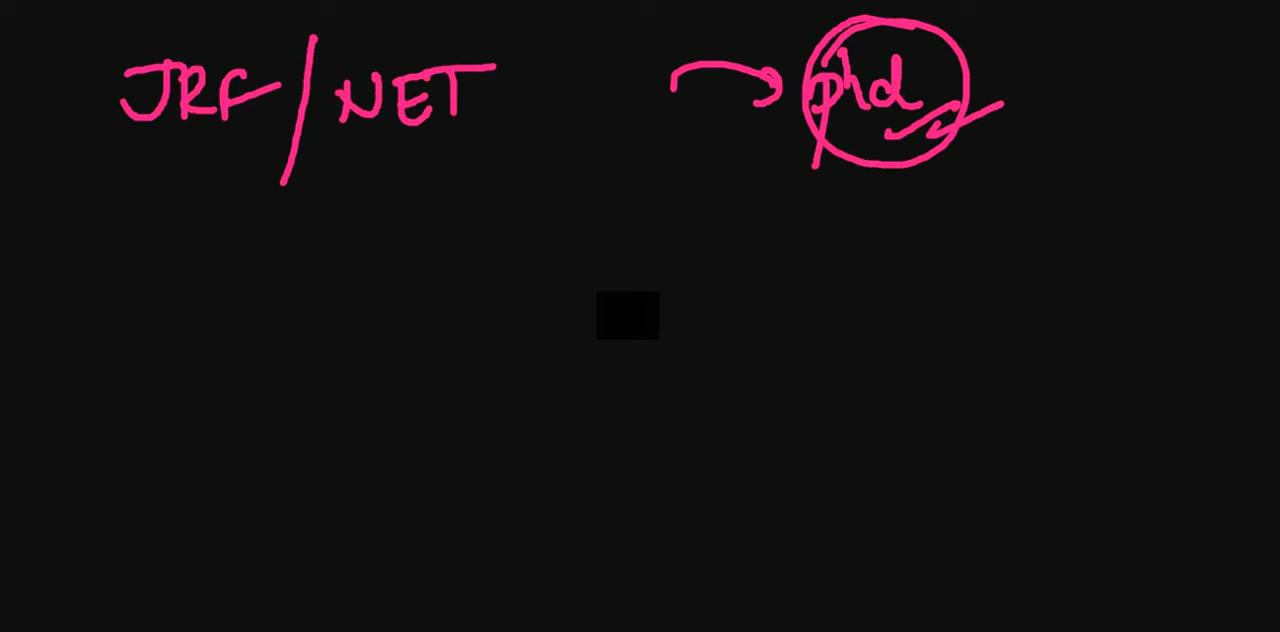 JRF / NET → phd